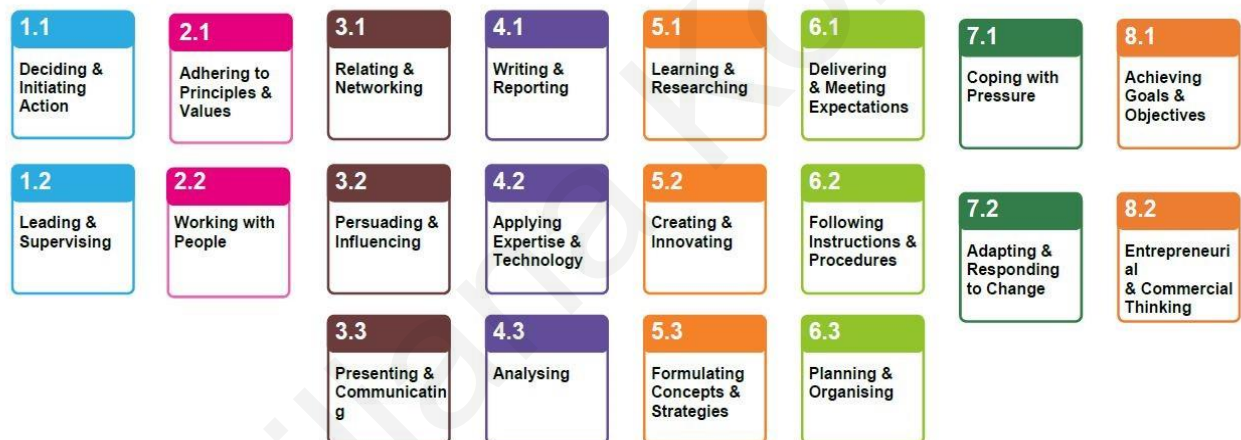 1.1
Deciding &
Initiating
Action
2.1
Adhering to
Principles &
Values
3.1
Relating &
Networking
4.1
Writing &
Reporting
5.1
Learning &
Researching
6.1
Delivering
& Meeting
Expectations
7.1
Coping with
Pressure
8.1
Achieving
Goals &
Objectives
1.2
Leading &
Supervising
2.2
Working with
People
3.2
Persuading &
Influencing
4.2
Applying
Expertise &
Technology
5.2
Creating &
Innovating
6.2
Following
Instructions &
Procedures
7.2
Adapting &
Responding
to Change
8.2
Entrepreneuri
al
& Commercial
Thinking
3.3
Presenting &
Communicatin
g
4.3
Analysing
5.3
Formulating
Concepts &
Strategies
6.3
Planning &
Organising